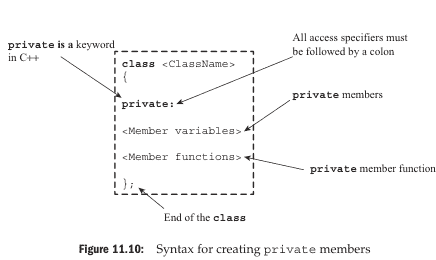 All access specifiers must
be followed by a colon
private is a keyword
in C++
class <ClassName>
{
private:
private members
<Member variables>
<Member functions>
private member function
};
End of the class
Figure 11.10: Syntax for creating private members